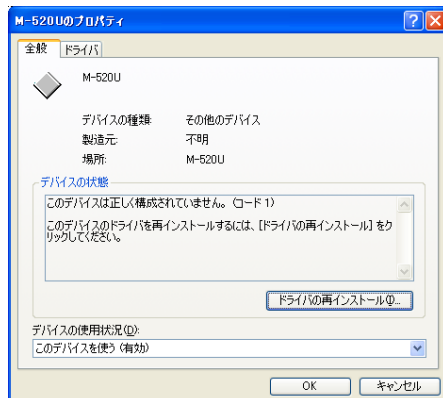 M-520Uのプロパティ
全般 ドライバ
M-520U
デバイスの種類: その他のデバイス
製造元: 不明
場所: M-520U
デバイスの状態
このデバイスは正しく構成されていません。 (コード 1)
このデバイスのドライバを再インストールするには、[ドライバの再インストール] をク
リックしてください。
ドライバの再インストール(I)...
デバイスの使用状況(D):
このデバイスを使う (有効)
OK キャンセル